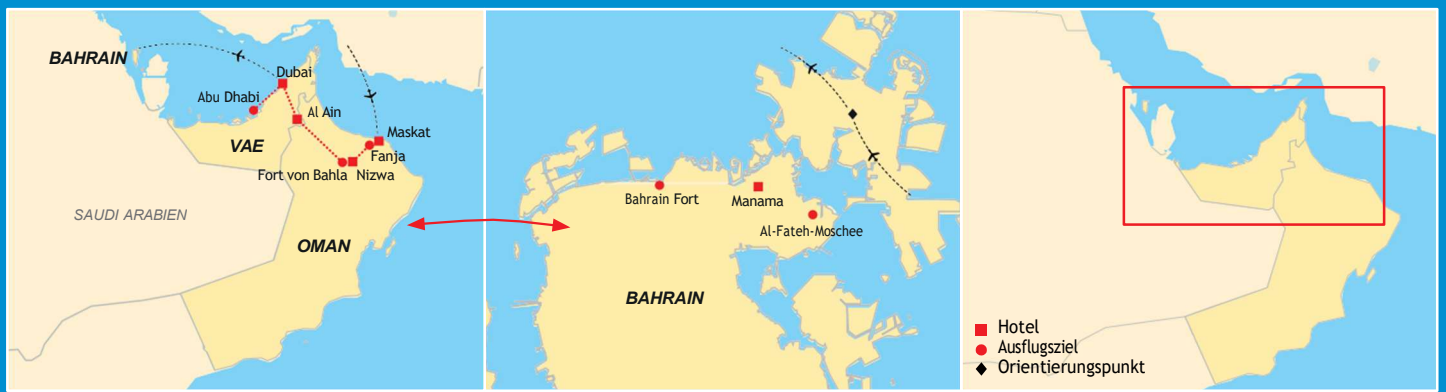 BAHRAIN
Dubai
Abu Dhabi
Al Ain
Maskat
VAE
Fanja
Fort von Bahla
Nizwa
SAUDI ARABIEN
OMAN
Bahrain Fort
Manama
Al-Fateh-Moschee
BAHRAIN
Hotel
Ausflugsziel
Orientierungspunkt